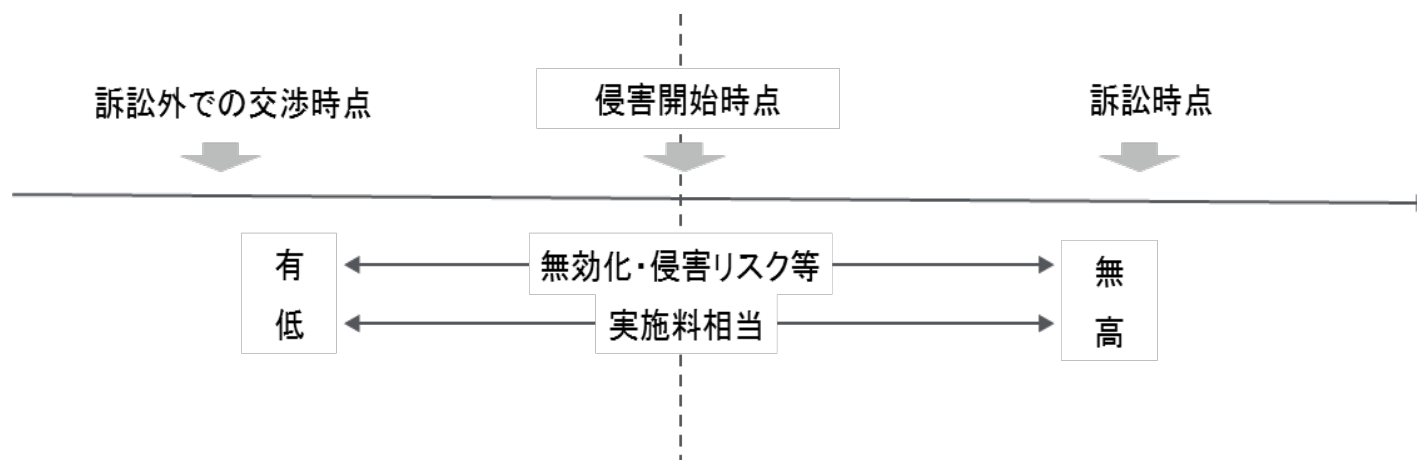 訴訟外での交渉時点
侵害開始時点
訴訟時点
有
無効化・侵害リスク等
無
低
実施料相当
高